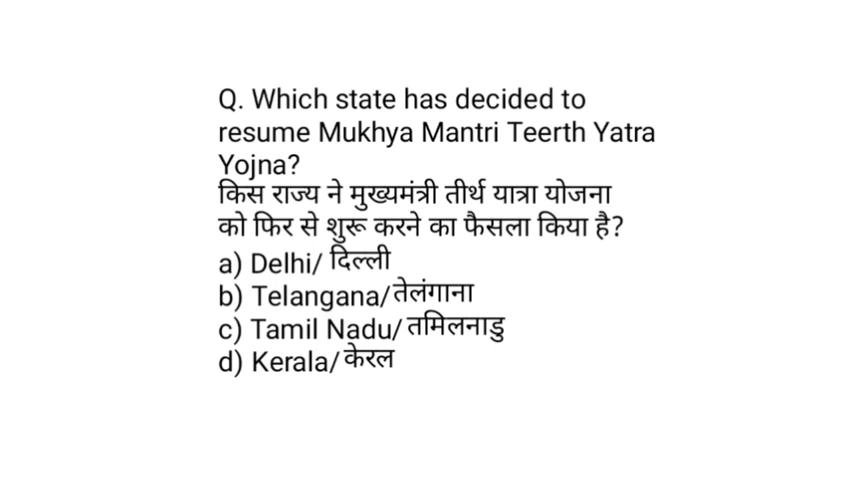 Q. Which state has decided to
resume Mukhya Mantri Teerth Yatra
Yojna?
किस राज्य ने मुख्यमंत्री तीर्थ यात्रा योजना
को फिर से शुरू करने का फैसला किया है?
a) Delhi/ दिल्ली
b) Telangana/तेलंगाना
c) Tamil Nadu/ तमिलनाडु
d) Kerala/केरल